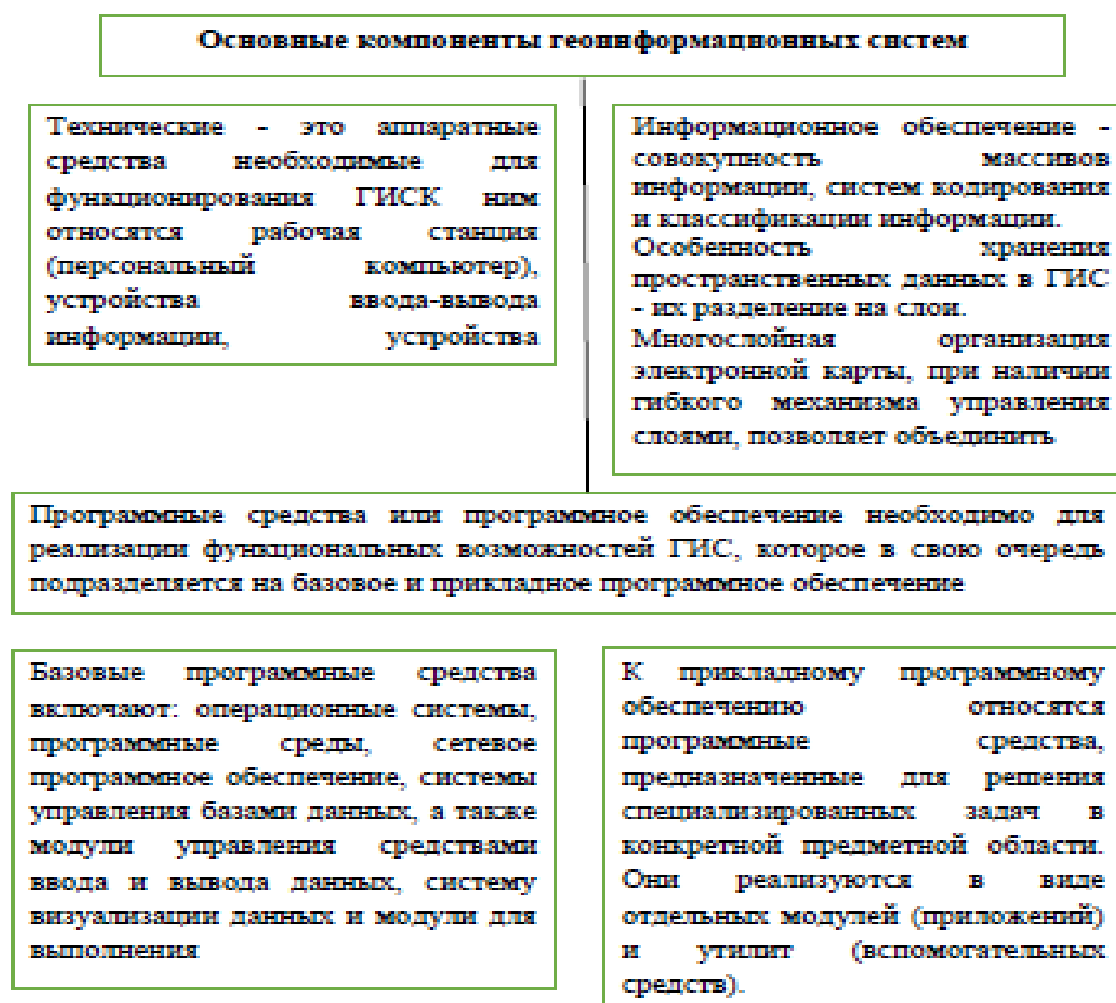 Основные компоненты геоинформационных систем
Технические - это аппаратные
средства необходимые для
функционирования ГИСК ним
относятся рабочая станция
(персональный компьютер),
устройства ввода-вывода
информации, устройства
Информационное обеспечение -
совокупность массивов
информации, систем кодирования
и классификации информации.
Особенность хранения
пространственных данных в ГИС
- их разделение на слои.
Многослойная организация
электронной карты, при наличии
гибкого механизма управления
слоями, позволяет объединить
Программные средства или программное обеспечение необходимо для
реализации функциональных возможностей ГИС, которое в свою очередь
подразделяется на базовое и прикладное программное обеспечение
Базовые программные средства
включают: операционные системы,
программные среды, сетевое
программное обеспечение, системы
управления базами данных, а также
модули управления средствами
ввода и вывода данных, систему
визуализации данных и модули для
выполнения
К прикладному программному
обеспечению относятся
программные средства,
предназначенные для решения
специализированных задач в
конкретной предметной области.
Они реализуются в виде
отдельных модулей (приложений)
и утилит (вспомогательных
средств).